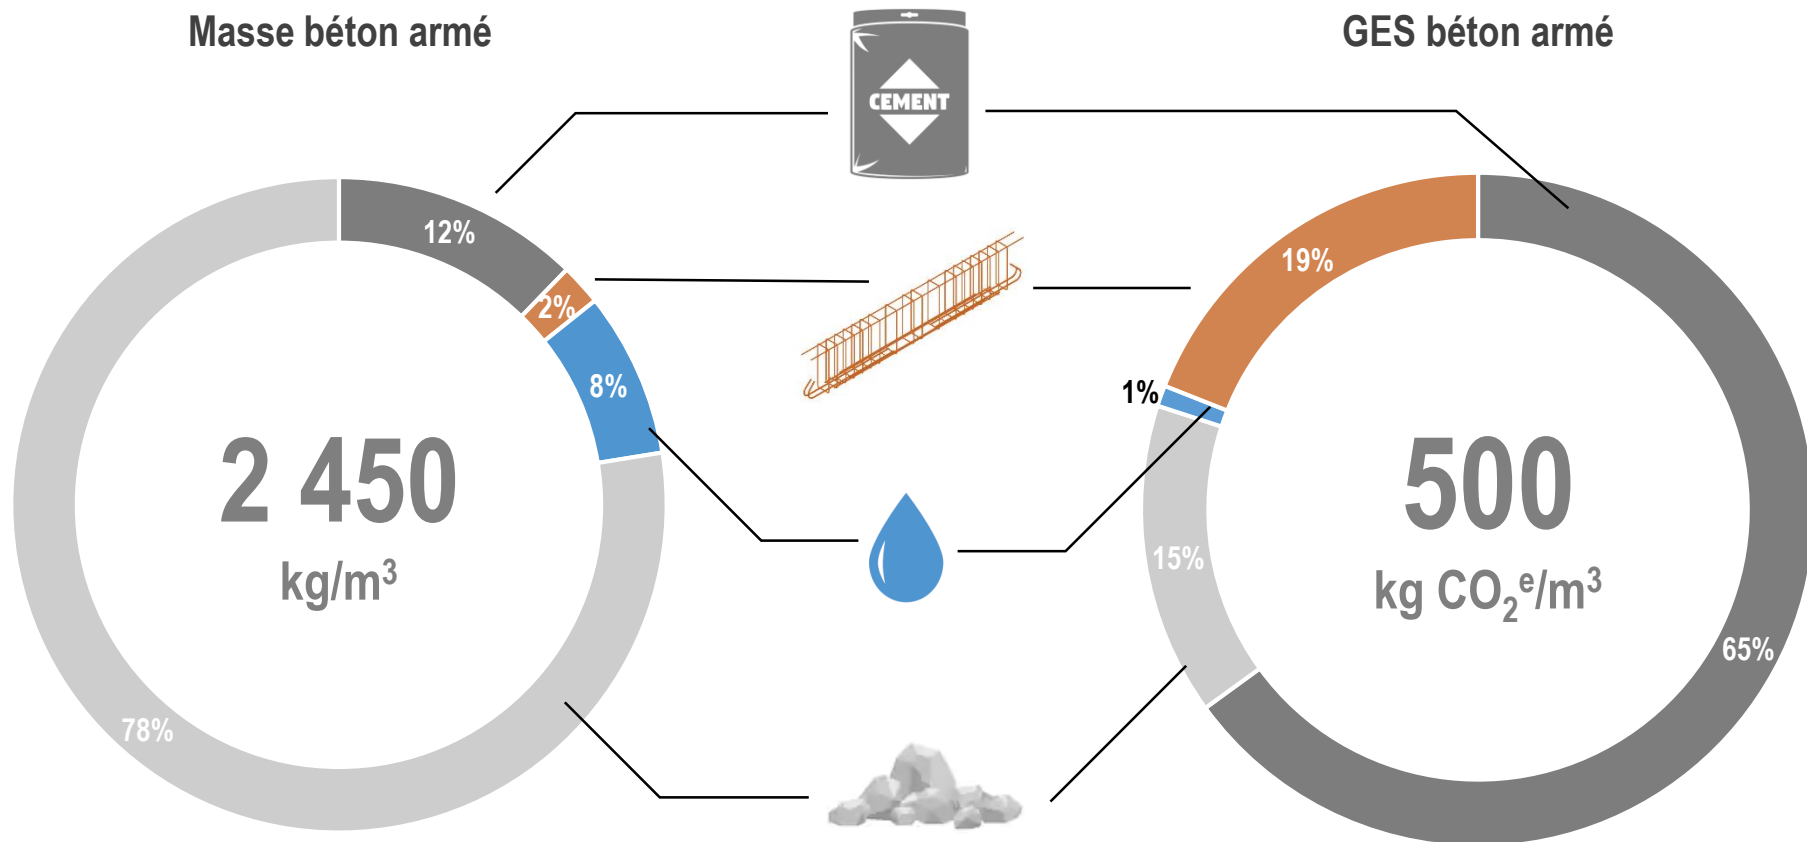 Masse béton armé
GES béton armé
CEMENT
12%
2%
8%
78%
2 450
kg/m³
19%
1%
15%
65%
500
kg CO₂ᵉ/m³